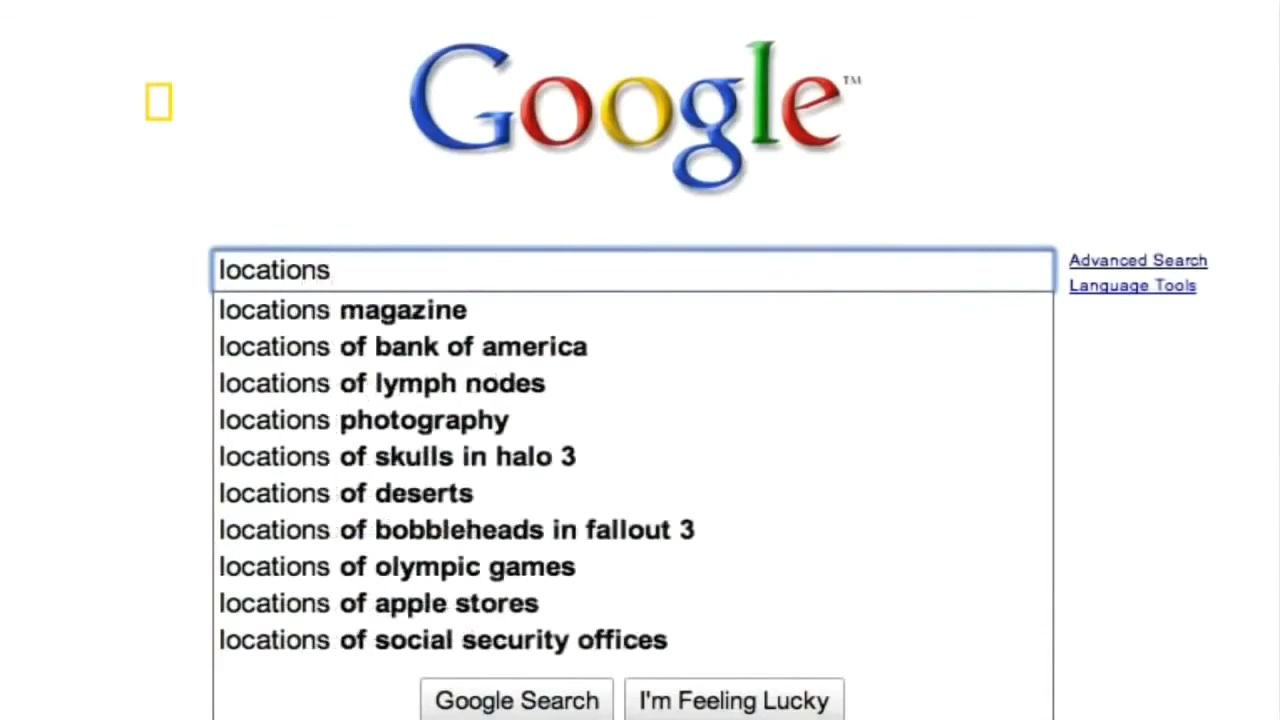 Google™
locations
Advanced Search
Language Tools
locations magazine
locations of bank of america
locations of lymph nodes
locations photography
locations of skulls in halo 3
locations of deserts
locations of bobbleheads in fallout 3
locations of olympic games
locations of apple stores
locations of social security offices
Google Search I'm Feeling Lucky